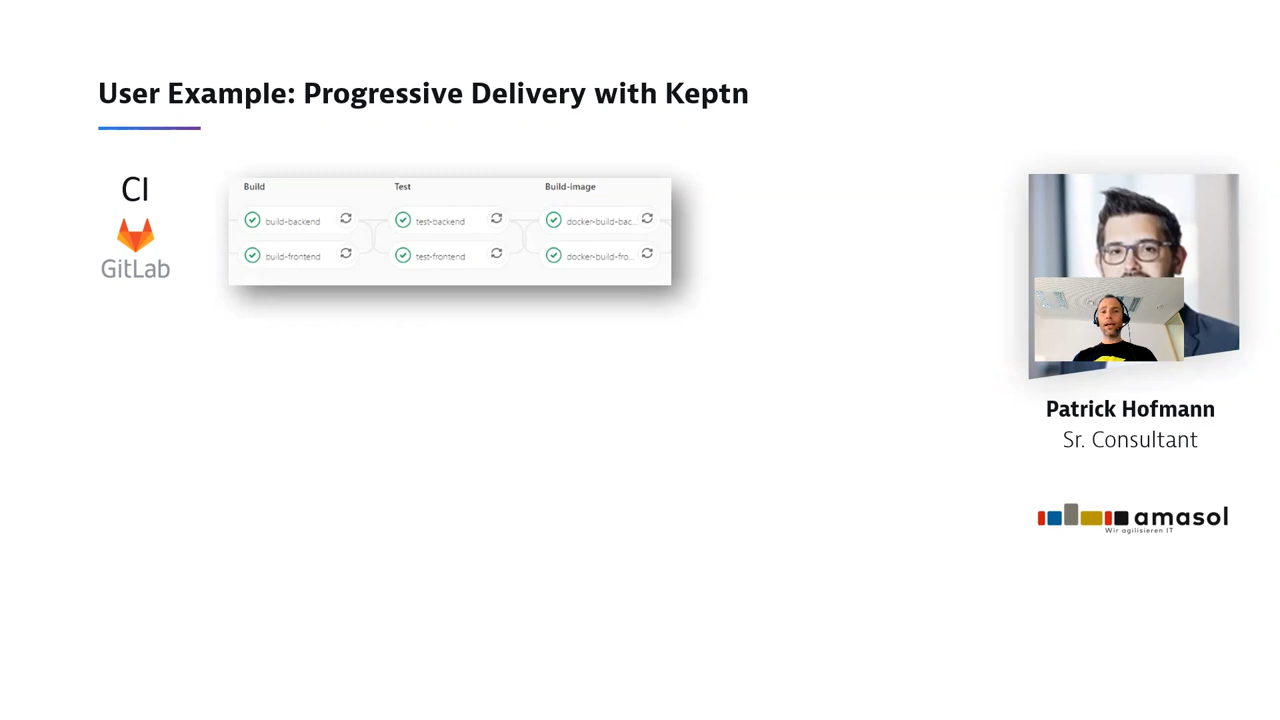 User Example: Progressive Delivery with Keptn
CI
GitLab
Build
Test
Build-image
build-backend
test-backend
docker-build-bac...
build-frontend
test-frontend
docker-build-fro...
Patrick Hofmann
Sr. Consultant
amasol
Wir agilisieren IT